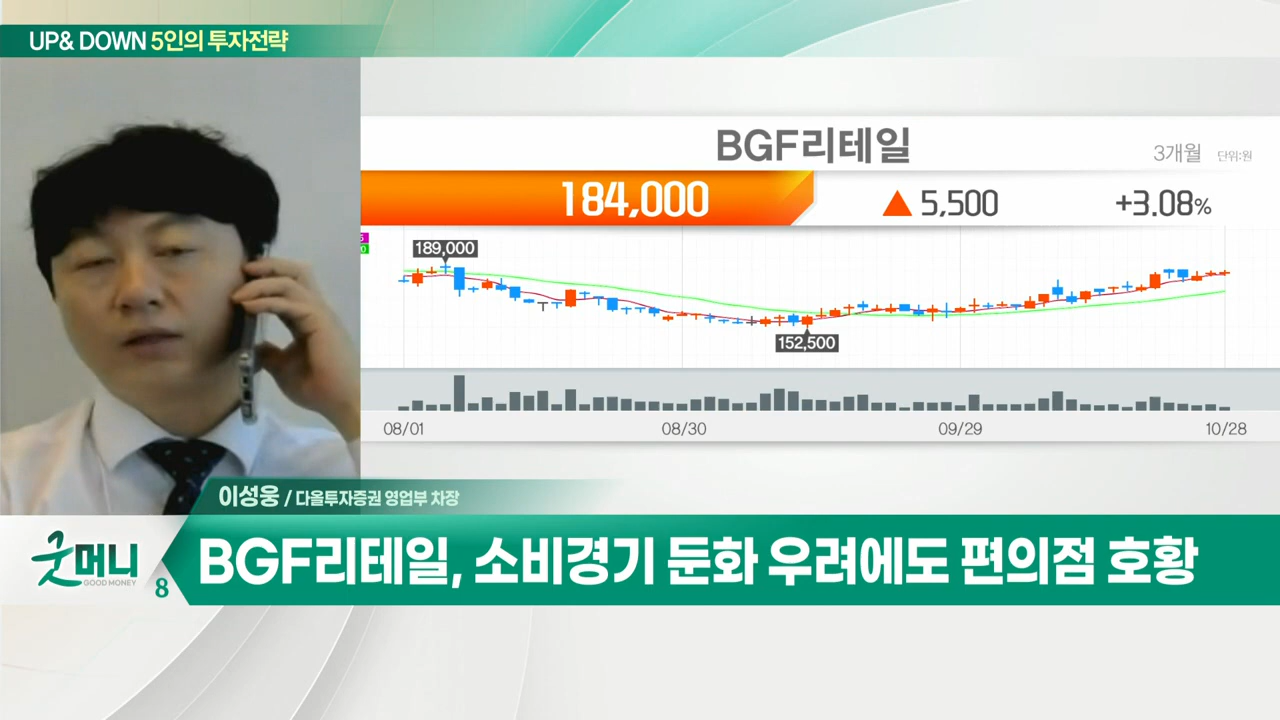 UP& DOWN 5인의 투자전략
BGF리테일
3개월 단위:원
184,000 ▲ 5,500 +3.08%
189,000
152,500
08/01 08/30 09/29 10/28
이성웅 / 다올투자증권 영업부 차장
굿머니
GOOD MONEY
8
BGF리테일, 소비경기 둔화 우려에도 편의점 호황